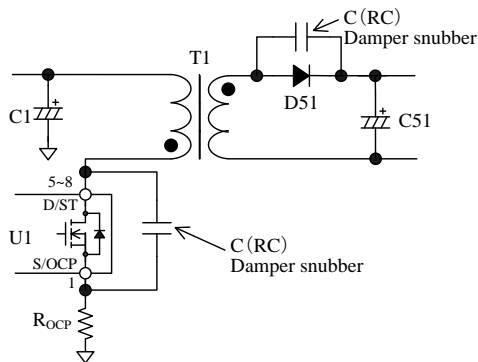 C (RC)
Damper snubber
T1
D51
C1
+
+
C51
5~8
D/ST
U1
S/OCP
1
C (RC)
Damper snubber
ROCP